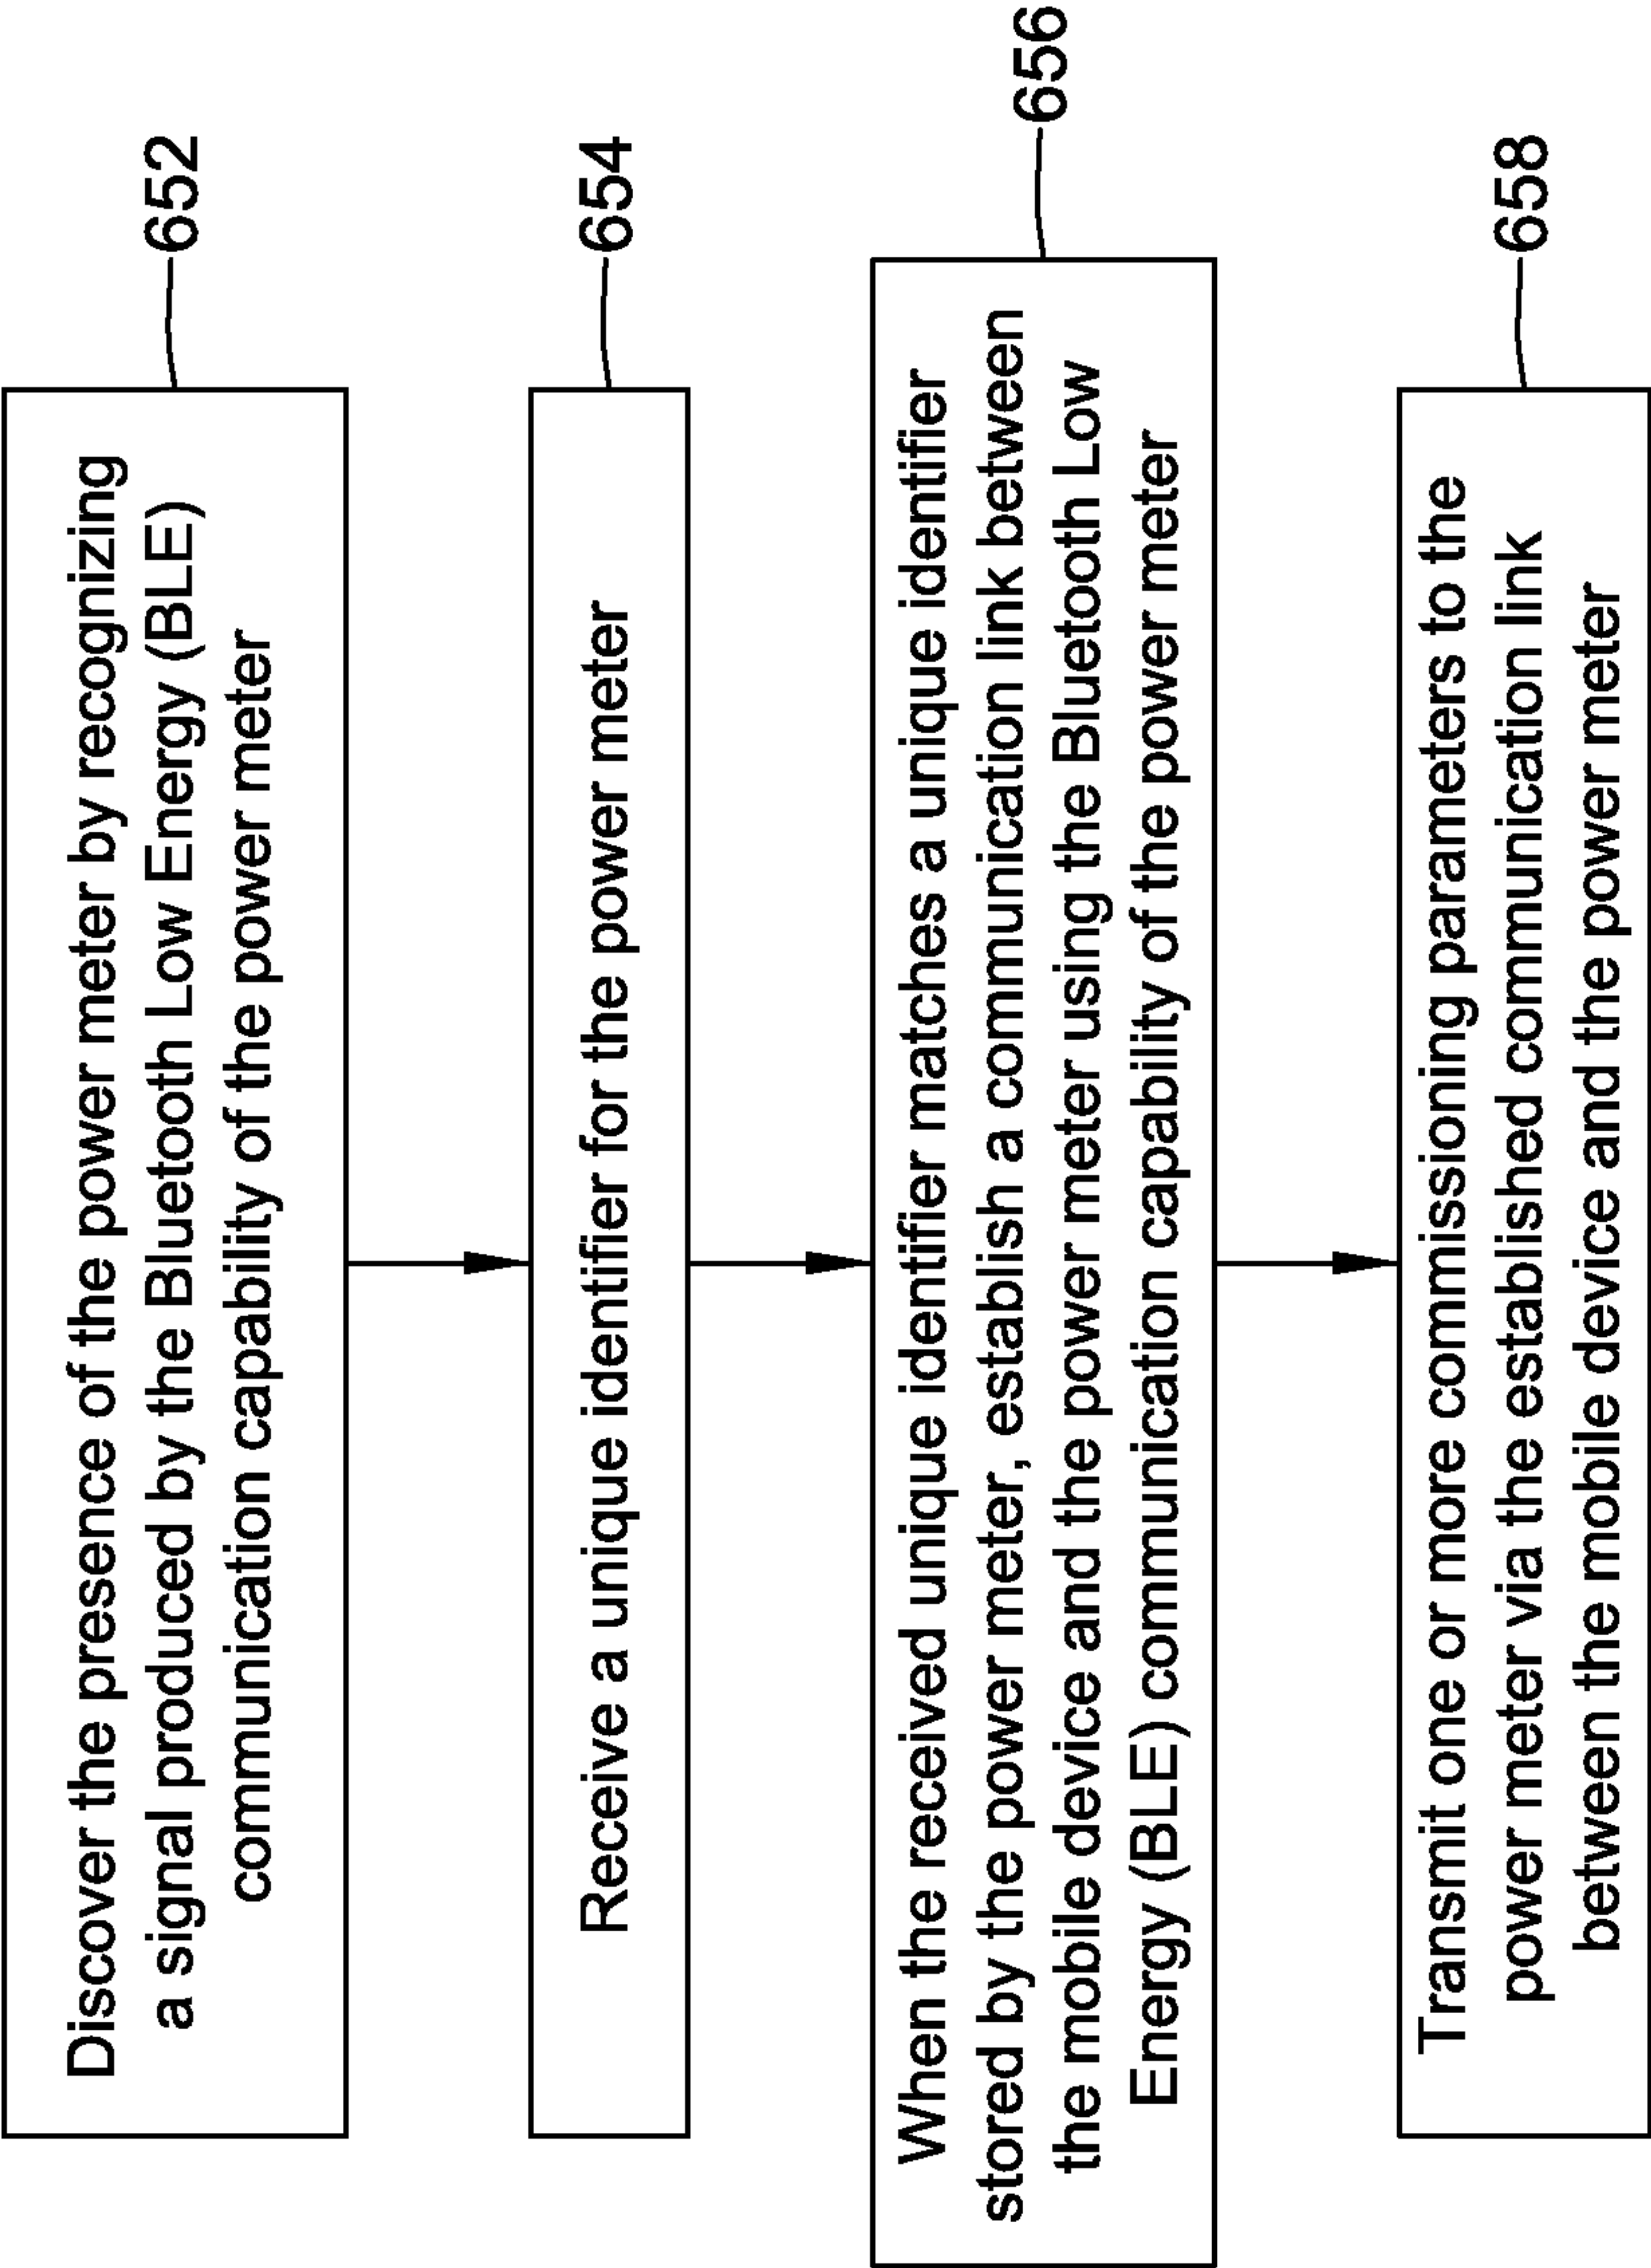 Discover the presence of the power meter by recognizing
a signal produced by the Bluetooth Low Energy (BLE)
communication capability of the power meter
652
Receive a unique identifier for the power meter
654
When the received unique identifier matches a unique identifier
stored by the power meter, establish a communication link between
the mobile device and the power meter using the Bluetooth Low
Energy (BLE) communication capability of the power meter
656
Transmit one or more commissioning parameters to the
power meter via the established communication link
between the mobile device and the power meter
658